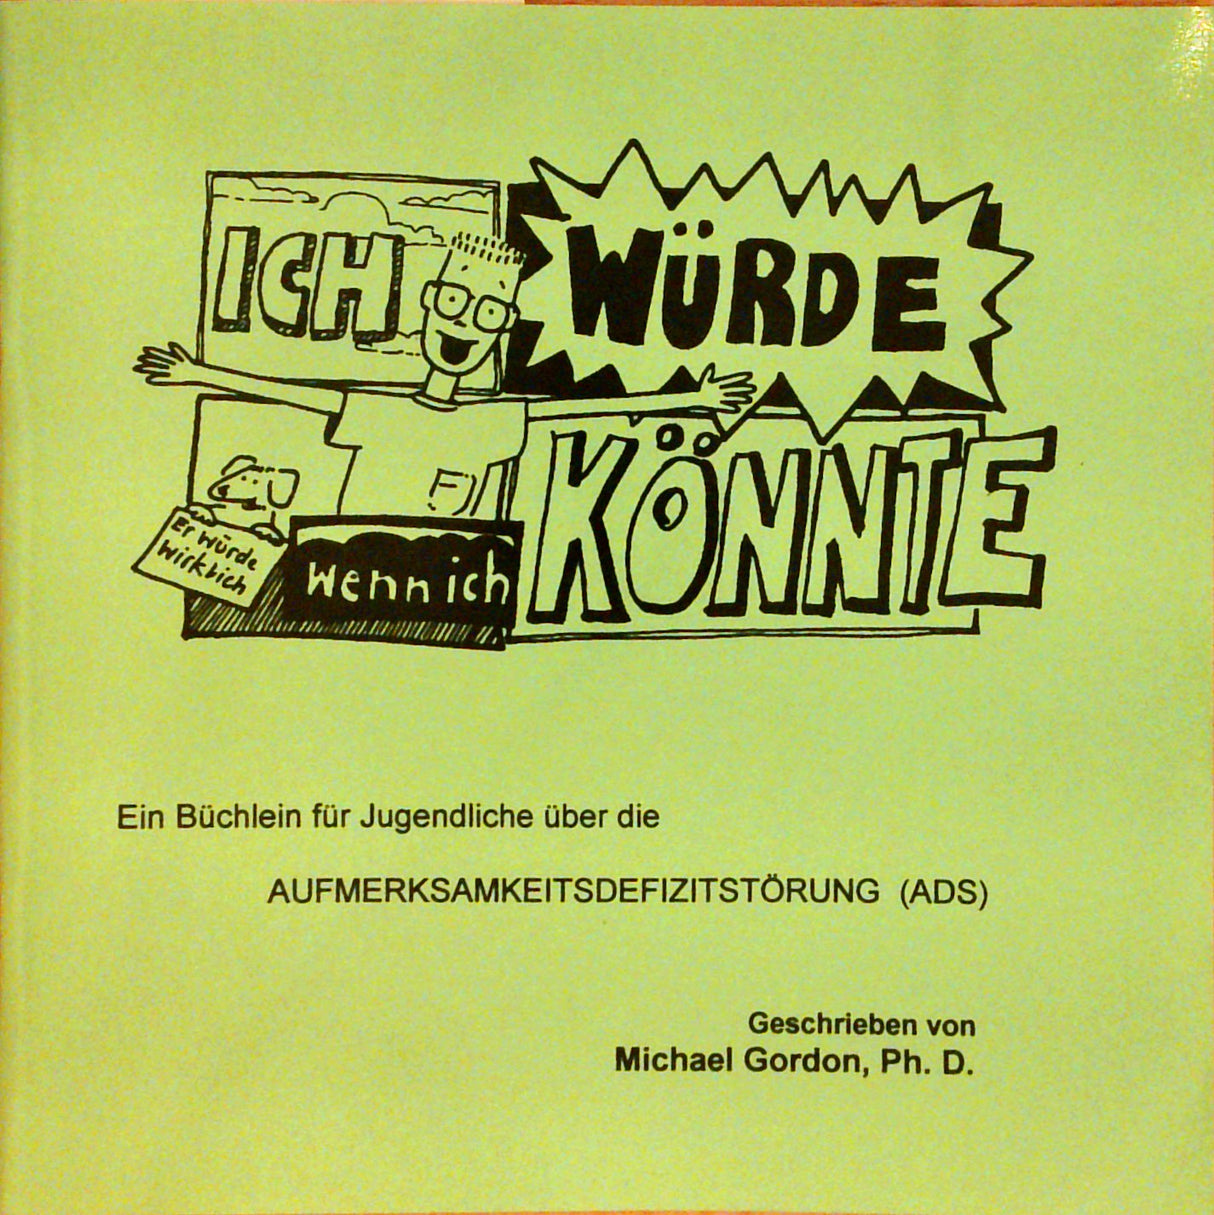 ICH WÜRDE
Wenn ich KÖNNTE
Er würde
wirklich
Ein Büchlein für Jugendliche über die
AUFMERKSAMKEITSDEFIZITSTÖRUNG (ADS)
Geschrieben von
Michael Gordon, Ph. D.